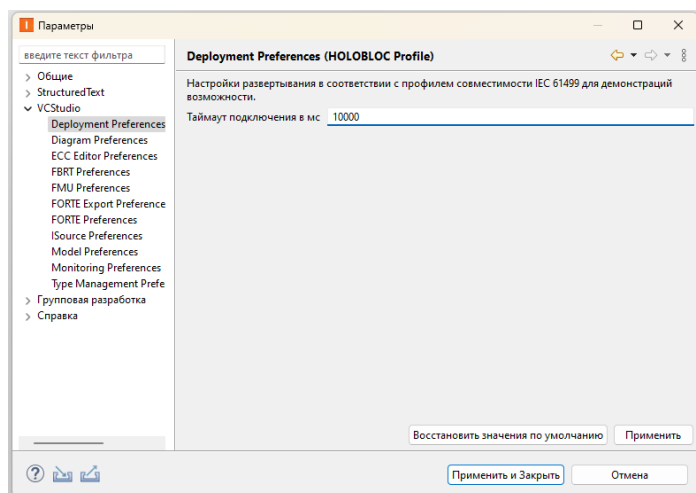 Параметры
введите текст фильтра
Общие
StructuredText
VCStudio
Deployment Preferences
Diagram Preferences
ECC Editor Preferences
FBRT Preferences
FMU Preferences
FORTE Export Preference
FORTE Preferences
ISource Preferences
Model Preferences
Monitoring Preferences
Type Management Prefe
Групповая разработка
Справка
Deployment Preferences (HOLOBLOC Profile)
Настройки развертывания в соответствии с профилем совместимости IEC 61499 для демонстраций
возможности.
Таймаут подключения в мс 10000
Восстановить значения по умолчанию Применить
Применить и Закрыть Отмена